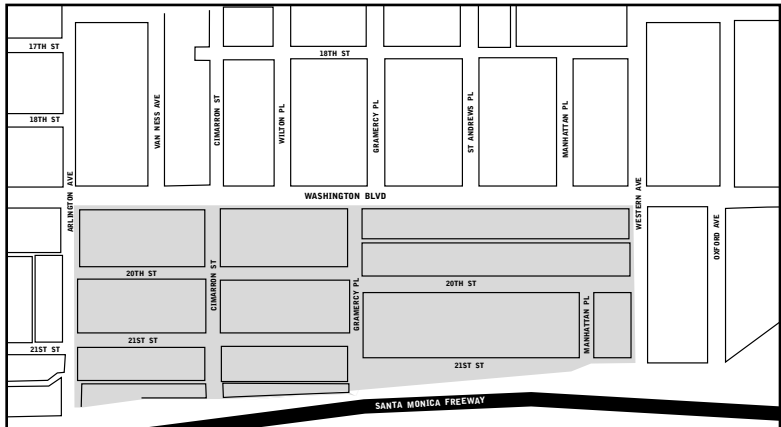 17TH ST
18TH ST
18TH ST
VAN NESS AVE
CIMARRON ST
WILTON PL
GRAMERCY PL
ST ANDREWS PL
MANHATTAN PL
ARLINGTON AVE
WASHINGTON BLVD
WESTERN AVE
OXFORD AVE
20TH ST
CIMARRON ST
GRAMERCY PL
20TH ST
MANHATTAN PL
21ST ST
21ST ST
21ST ST
SANTA MONICA FREEWAY